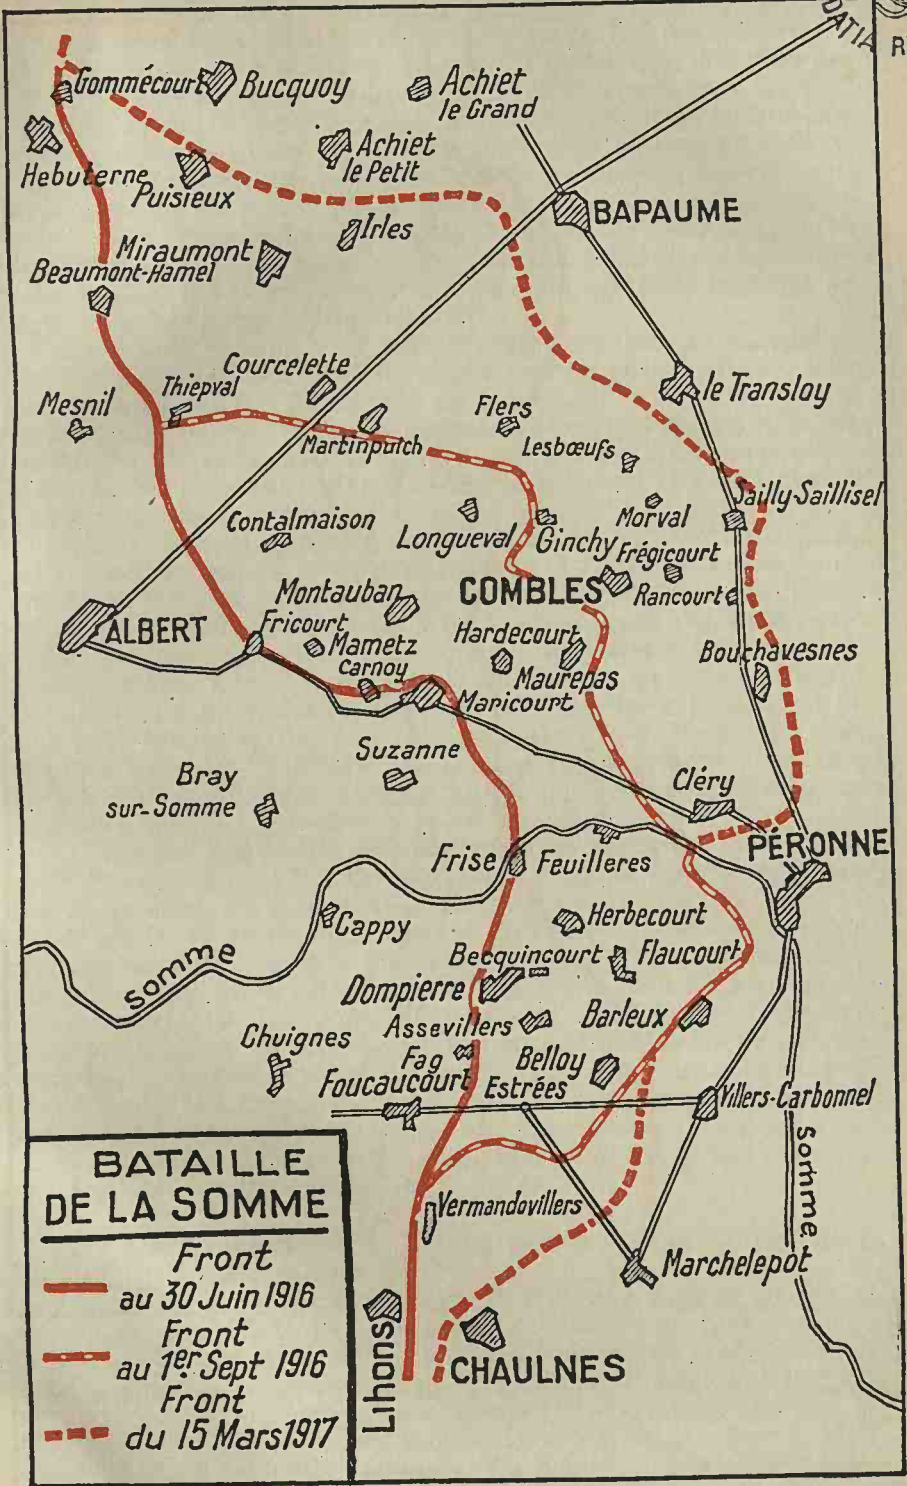 DATIA
R
Gommécourt
Bucquoy
Achiet
le Grand
Hebuterne
Puisieux
Achiet
le Petit
BAPAUME
Irles
Miraumont
Beaumont-Hamel
Courcelette
Thiepval
Mesnil
Martinpuich
Flers
le Transloy
Lesbœufs
Sailly-Saillisel
Contalmaison
Longueval
Ginchy
Morval
Frégicourt
COMBLES
Rancourt
Montauban
ALBERT
Fricourt
Mametz
Carnoy
Hardecourt
Maurepas
Maricourt
Bouchavesnes
Suzanne
Bray
sur-Somme
Cléry
PÉRONNE
Frise
Feuilleres
Cappy
Herbecourt
Becquincourt
Flaucourt
Somme
Dompierre
Assevillers
Barleux
Chuignes
Fag
Belloy
Foucaucourt
Estrées
Villers-Carbonnel
Somme
Vermandovillers
Marchelepot
Lihons
CHAULNES
BATAILLE
DE LA SOMME
Front
au 30 Juin 1916
Front
au 1er Sept 1916
Front
du 15 Mars 1917